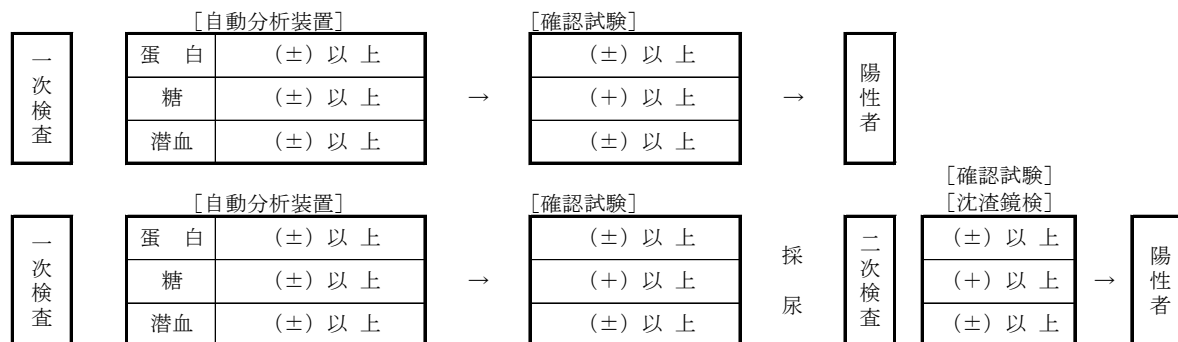 [自動分析装置] [確認試験]
一次検査 蛋 白 (±) 以 上 → (±) 以 上 → 陽性者
糖 (±) 以 上 (+) 以 上
潜血 (±) 以 上 (±) 以 上
[確認試験]
[自動分析装置] [確認試験] [沈渣鏡検]
一次検査 蛋 白 (±) 以 上 → (±) 以 上 採尿 二次検査 (±) 以 上 → 陽性者
糖 (±) 以 上 (+) 以 上 (+) 以 上
潜血 (±) 以 上 (±) 以 上 (±) 以 上